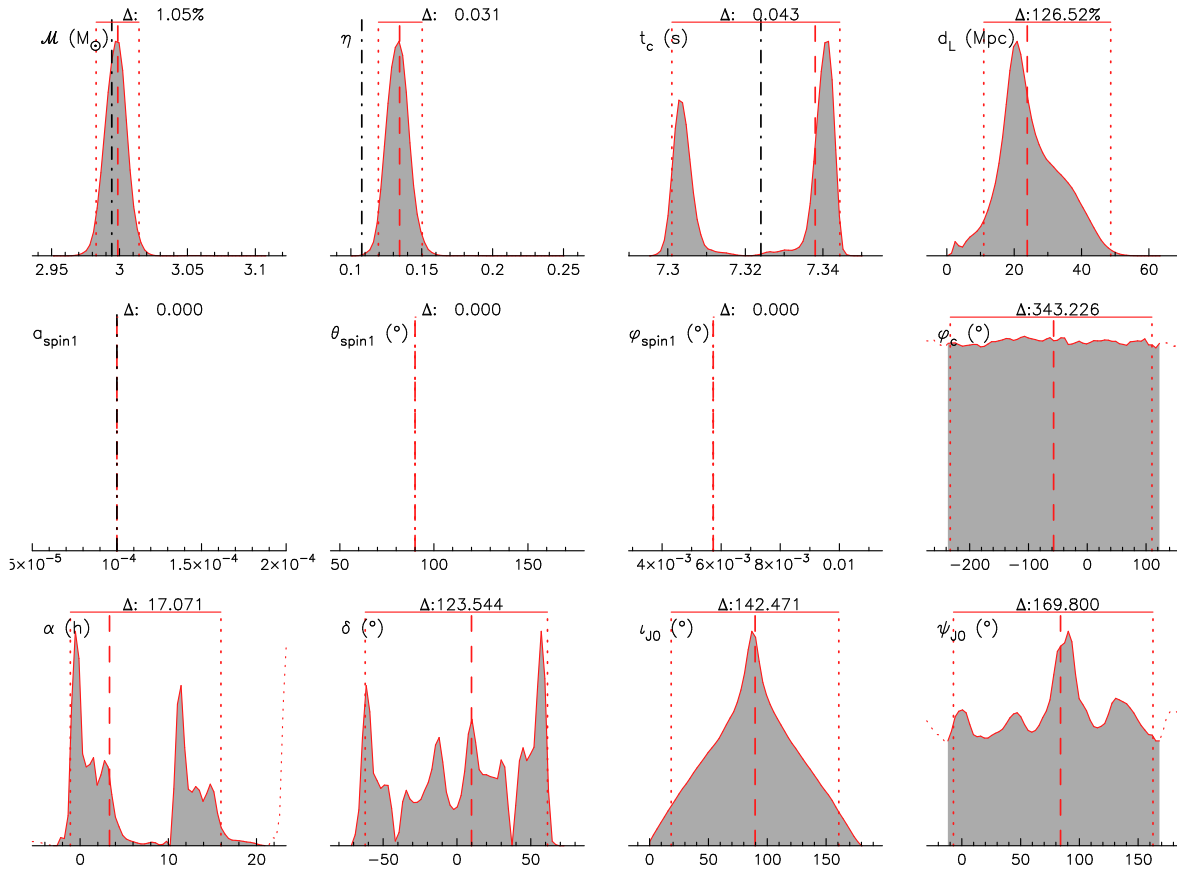 Δ: 1.05%
ℳ (M⊙)
2.95 3 3.05 3.1
Δ: 0.031
η
0.1 0.15 0.2 0.25
Δ: 0.043
t_c (s)
7.3 7.32 7.34
Δ:126.52%
d_L (Mpc)
0 20 40 60
Δ: 0.000
a_spin1
5×10⁻⁵ 10⁻⁴ 1.5×10⁻⁴ 2×10⁻⁴
Δ: 0.000
θ_spin1 (°)
50 100 150
Δ: 0.000
φ_spin1 (°)
4×10⁻³ 6×10⁻³ 8×10⁻³ 0.01
Δ:343.226
φ_c (°)
−200 −100 0 100
Δ: 17.071
α (h)
0 10 20
Δ:123.544
δ (°)
−50 0 50
Δ:142.471
ι_J0 (°)
0 50 100 150
Δ:169.800
ψ_J0 (°)
0 50 100 150